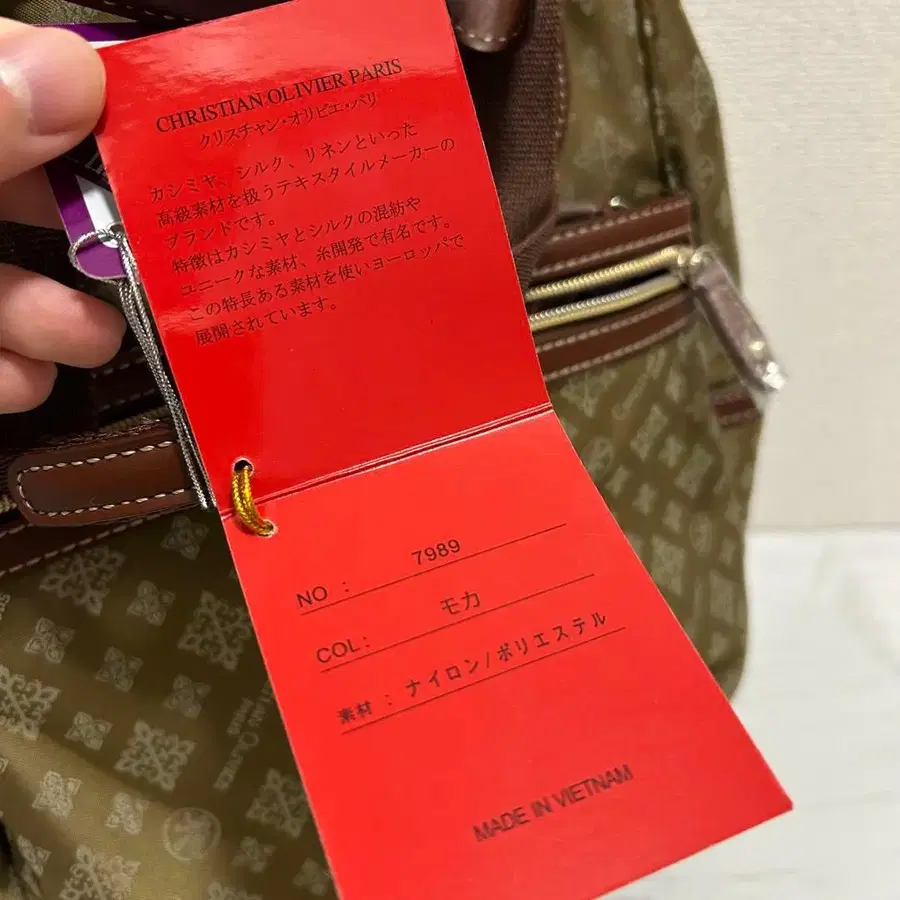 CHRISTIAN OLIVIER PARIS
クリスチャン・オリビエ・パリ
カシミヤ、シルク、リネンといった
高級素材を扱うテキスタイルメーカーの
ブランドです。
特徴はカシミヤとシルクの混紡や
ユニークな素材、糸開発で有名です。
この特長ある素材を使いヨーロッパで
展開されています。
NO : 7989
COL: モカ
素材 : ナイロン/ポリエステル
MADE IN VIETNAM